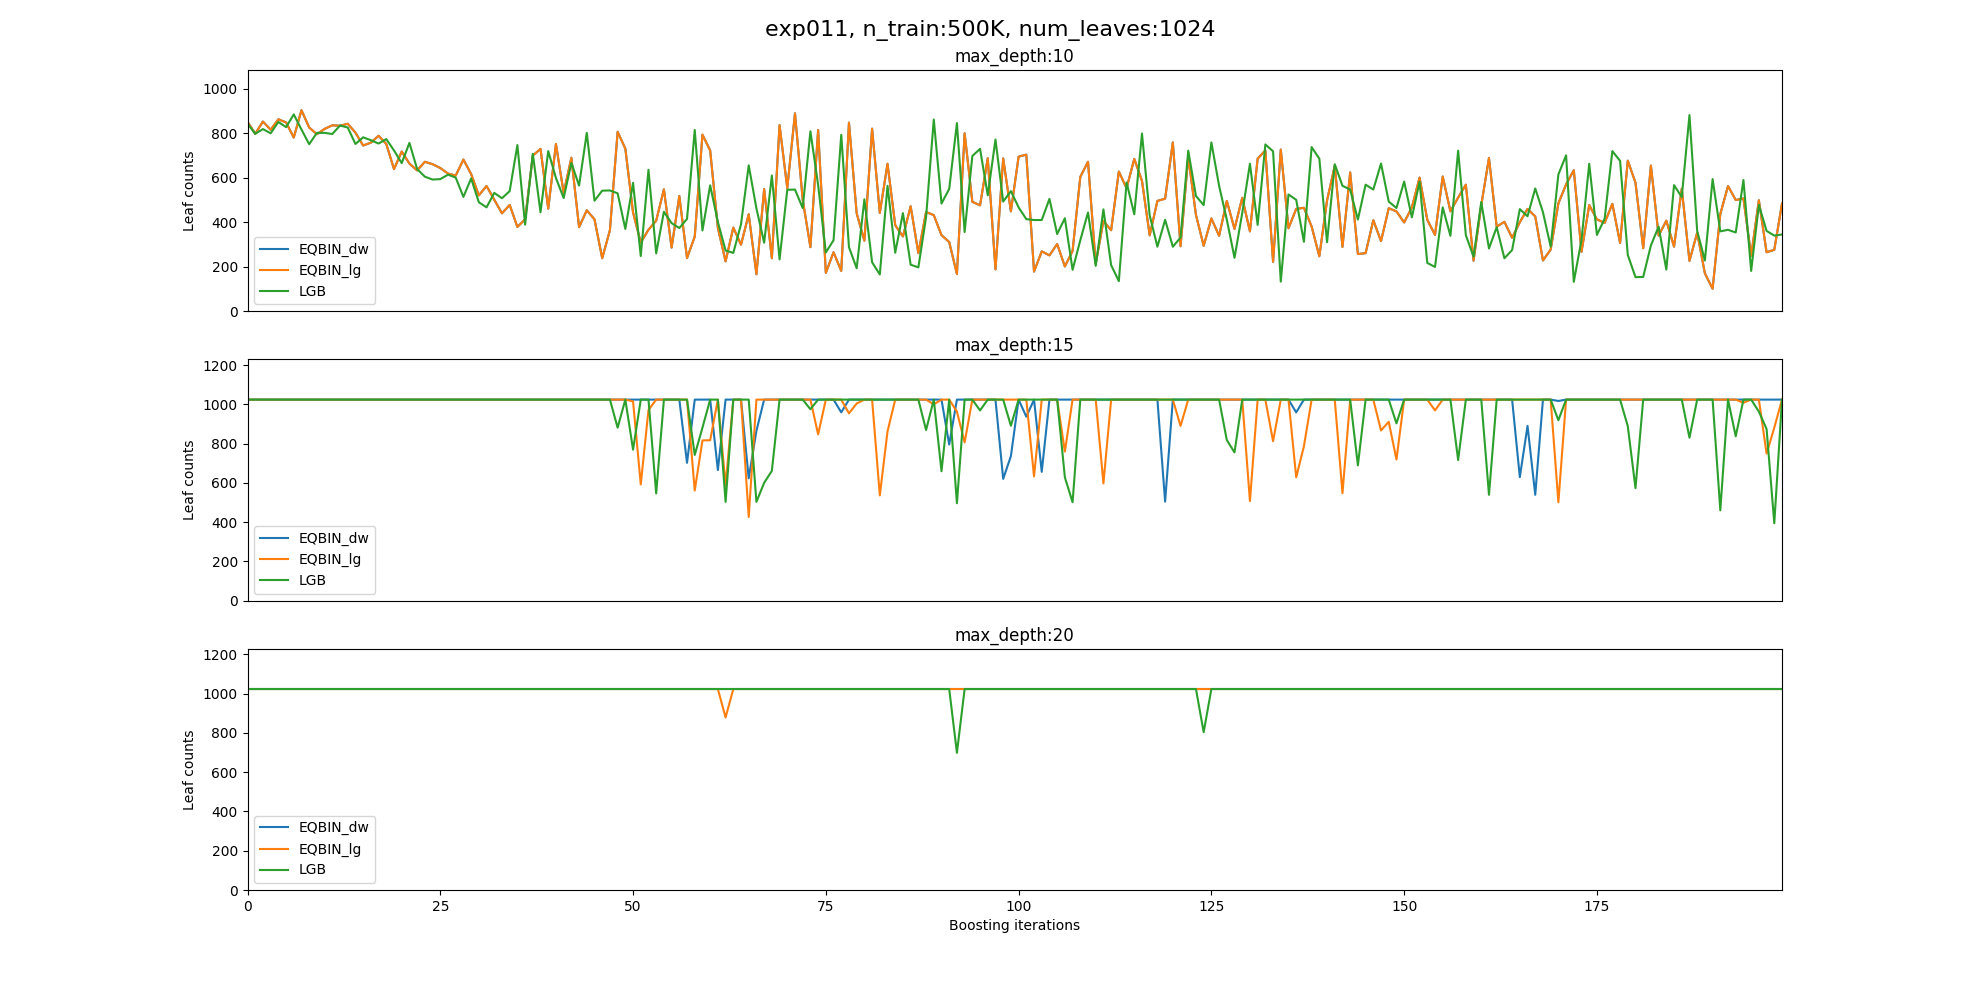 exp011, n_train:500K, num_leaves:1024
max_depth:10
1000
800
600
400
200
0
Leaf counts
EQBIN_dw
EQBIN_lg
LGB
max_depth:15
1200
1000
800
600
400
200
0
Leaf counts
EQBIN_dw
EQBIN_lg
LGB
max_depth:20
1200
1000
800
600
400
200
0
Leaf counts
EQBIN_dw
EQBIN_lg
LGB
0 25 50 75 100 125 150 175
Boosting iterations